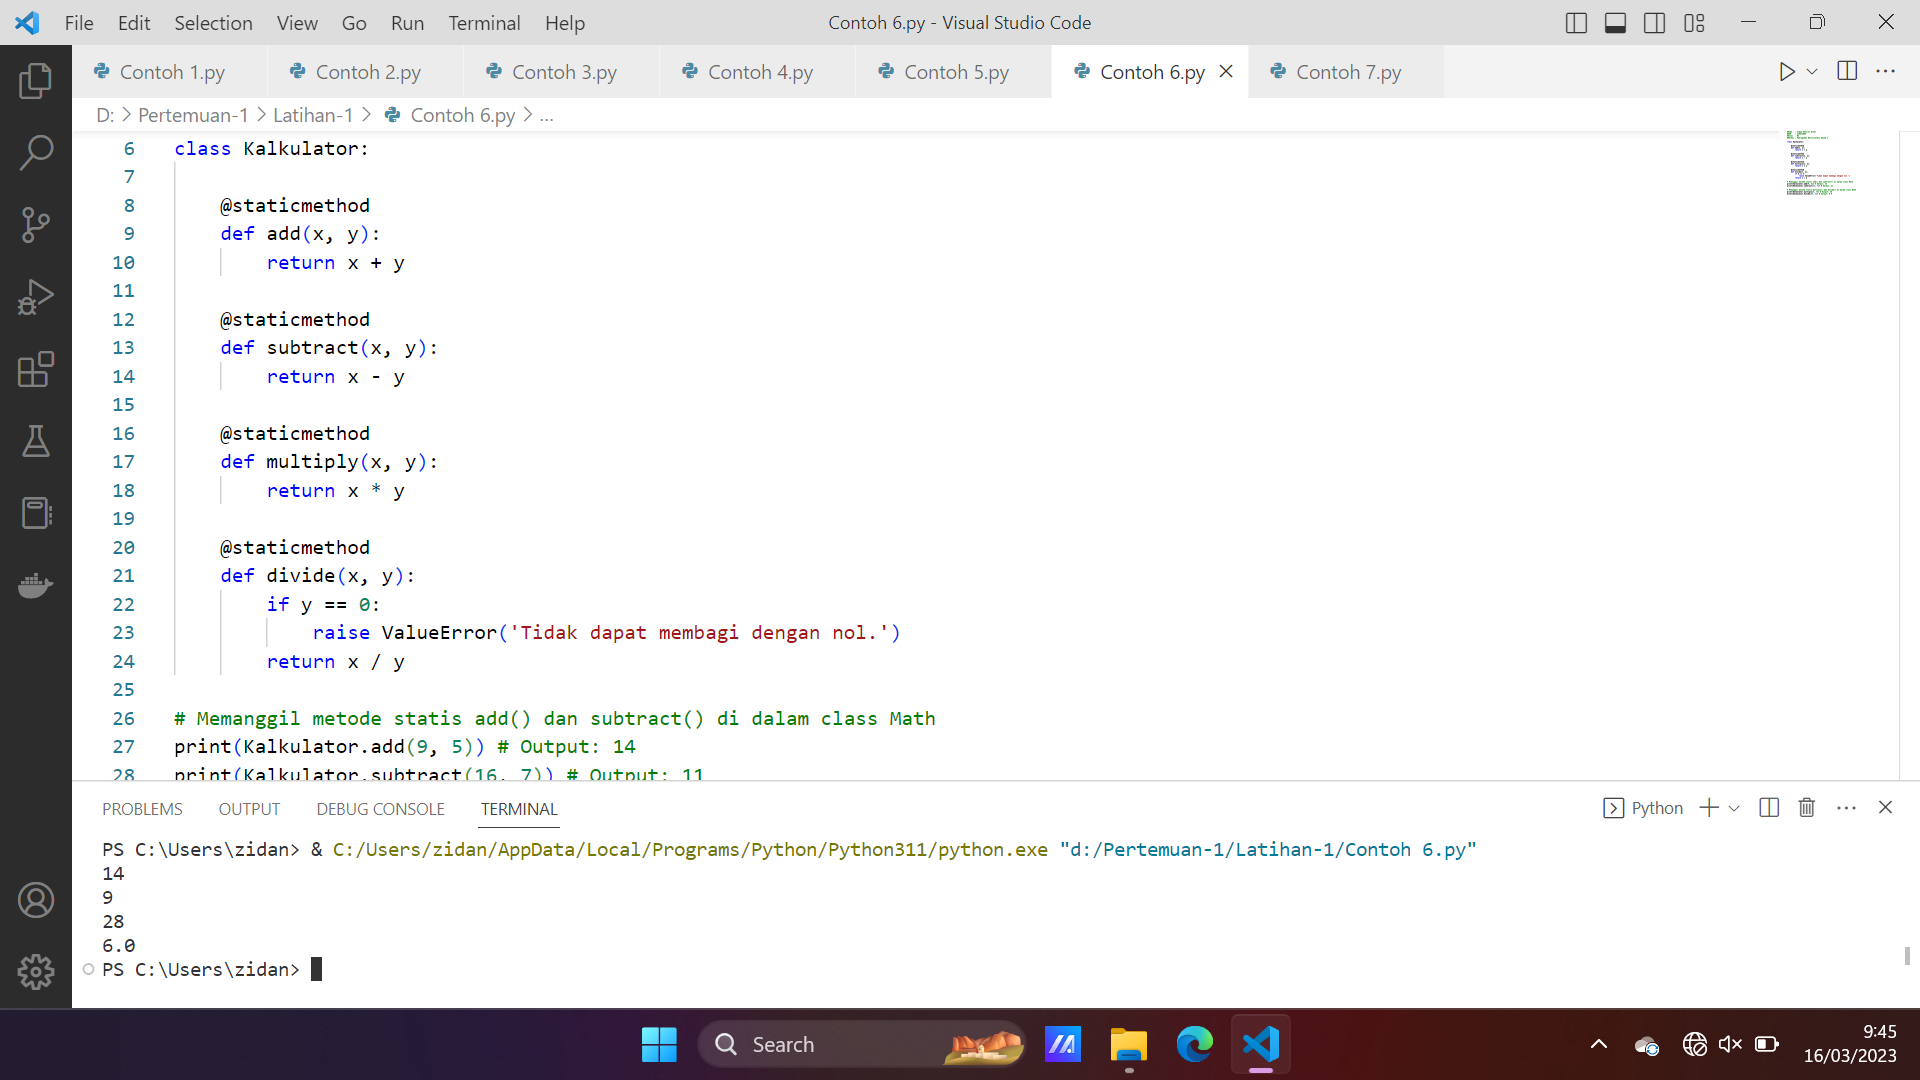 File Edit Selection View Go Run Terminal Help Contoh 6.py - Visual Studio Code
Contoh 1.py Contoh 2.py Contoh 3.py Contoh 4.py Contoh 5.py Contoh 6.py Contoh 7.py
D: > Pertemuan-1 > Latihan-1 > Contoh 6.py > ...
6 class Kalkulator:
7
8 @staticmethod
9 def add(x, y):
10 return x + y
11
12 @staticmethod
13 def subtract(x, y):
14 return x - y
15
16 @staticmethod
17 def multiply(x, y):
18 return x * y
19
20 @staticmethod
21 def divide(x, y):
22 if y == 0:
23 raise ValueError('Tidak dapat membagi dengan nol.')
24 return x / y
25
26 # Memanggil metode statis add() dan subtract() di dalam class Math
27 print(Kalkulator.add(9, 5)) # Output: 14
28 print(Kalkulator.subtract(16, 7)) # Output: 11
PROBLEMS OUTPUT DEBUG CONSOLE TERMINAL Python
PS C:\Users\zidan> & C:/Users/zidan/AppData/Local/Programs/Python/Python311/python.exe "d:/Pertemuan-1/Latihan-1/Contoh 6.py"
14
9
28
6.0
PS C:\Users\zidan>
Search
9:45
16/03/2023